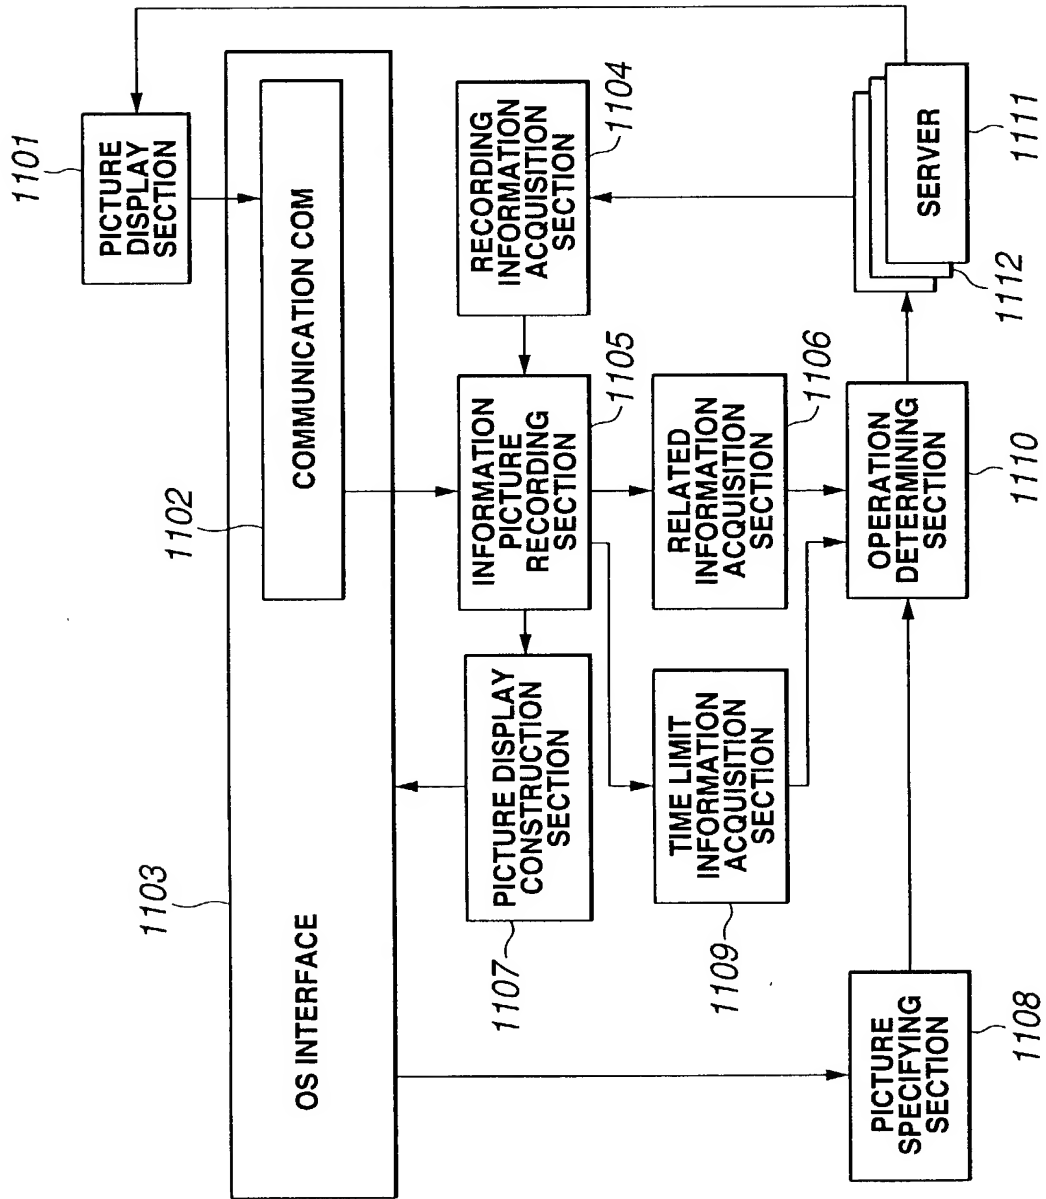 1103
OS INTERFACE
1102
COMMUNICATION COM
1101
PICTURE
DISPLAY
SECTION
1107
PICTURE DISPLAY
CONSTRUCTION
SECTION
INFORMATION
PICTURE
RECORDING
SECTION
1105
RECORDING
INFORMATION
ACQUISITION
SECTION
1104
1109
TIME LIMIT
INFORMATION
ACQUISITION
SECTION
RELATED
INFORMATION
ACQUISITION
SECTION
1106
PICTURE
SPECIFYING
SECTION
1108
OPERATION
DETERMINING
SECTION
1110
1112
SERVER
1111